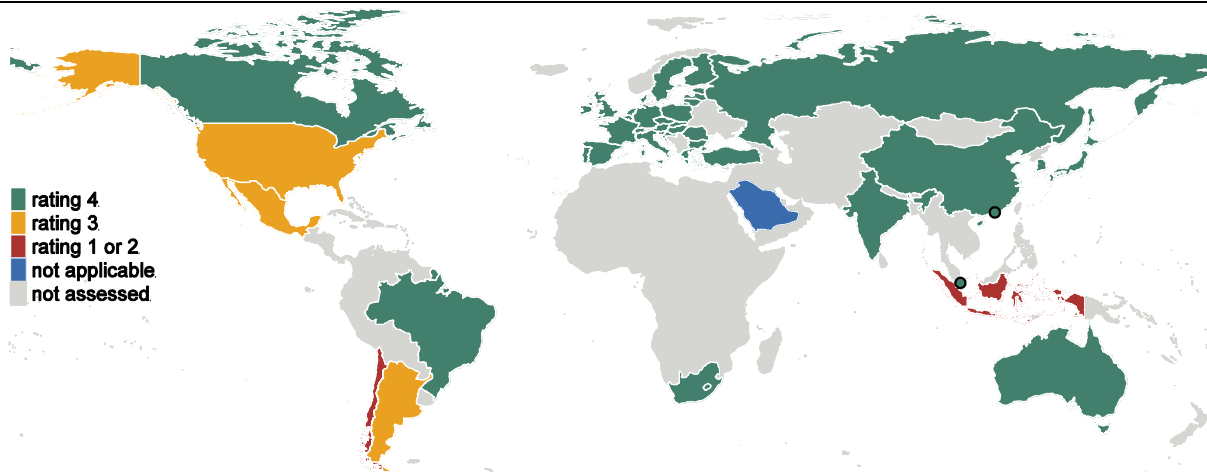 rating 4
rating 3
rating 1 or 2
not applicable
not assessed